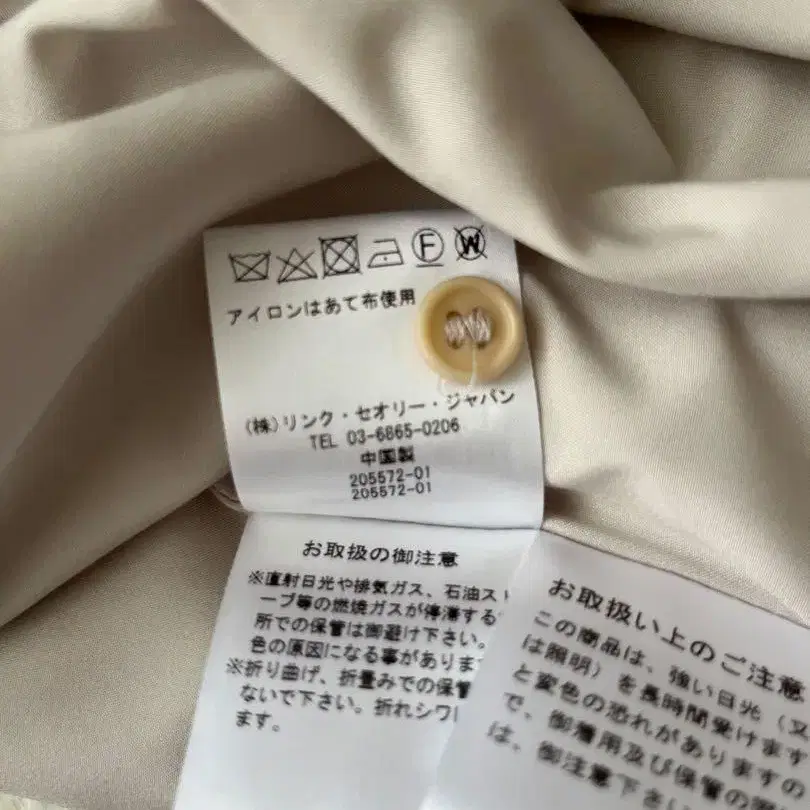 F W
アイロンはあて布使用
(株)リンク・セオリー・ジャパン
TEL 03-6865-0206
中国製
205572-01
205572-01
お取扱の御注意
※直射日光や排気ガス、石油スト
ーブ等の燃焼ガスが停滞する
所での保管は御避け下さい。
色の原因になる事がありま
※折り曲げ、折畳みでの保管
ないで下さい。折れシワ
ます。
お取扱い上のご注意
この商品は、強い日光（又
は照明）を長時間受けます
と変色の恐れがありますの
で、御着用及び保管の
は、御注意下さい